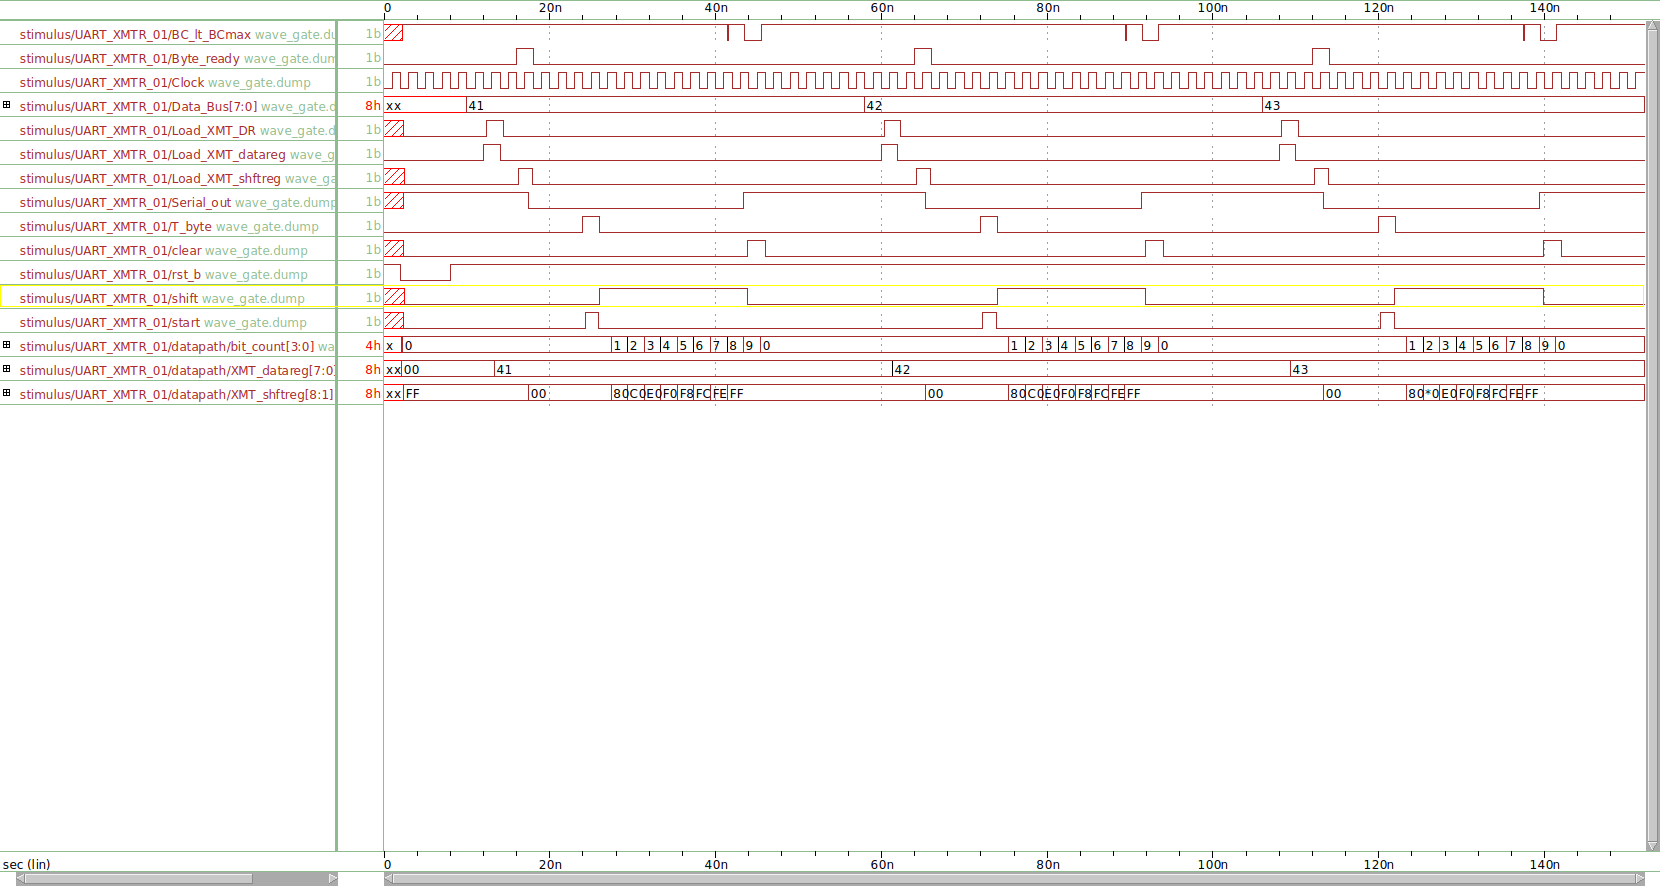 0 20n 40n 60n 80n 100n 120n 140n
stimulus/UART_XMTR_01/BC_lt_BCmax wave_gate.du 1b
stimulus/UART_XMTR_01/Byte_ready wave_gate.dum 1b
stimulus/UART_XMTR_01/Clock wave_gate.dump 1b
stimulus/UART_XMTR_01/Data_Bus[7:0] wave_gate.d 8h xx 41 42 43
stimulus/UART_XMTR_01/Load_XMT_DR wave_gate.d 1b
stimulus/UART_XMTR_01/Load_XMT_datareg wave_g 1b
stimulus/UART_XMTR_01/Load_XMT_shftreg wave_ga 1b
stimulus/UART_XMTR_01/Serial_out wave_gate.dump 1b
stimulus/UART_XMTR_01/T_byte wave_gate.dump 1b
stimulus/UART_XMTR_01/clear wave_gate.dump 1b
stimulus/UART_XMTR_01/rst_b wave_gate.dump 1b
stimulus/UART_XMTR_01/shift wave_gate.dump 1b
stimulus/UART_XMTR_01/start wave_gate.dump 1b
stimulus/UART_XMTR_01/datapath/bit_count[3:0] wa 4h x 0 1 2 3 4 5 6 7 8 9 0 1 2 3 4 5 6 7 8 9 0 1 2 3 4 5 6 7 8 9 0
stimulus/UART_XMTR_01/datapath/XMT_datareg[7:0] 8h xx 00 41 42 43
stimulus/UART_XMTR_01/datapath/XMT_shftreg[8:1] 8h xx FF 00 80 C0 E0 F0 F8 FC FE FF 00 80 C0 E0 F0 F8 FC FE FF 00 80 *0 E0 F0 F8 FC FE FF
sec (lin) 0 20n 40n 60n 80n 100n 120n 140n